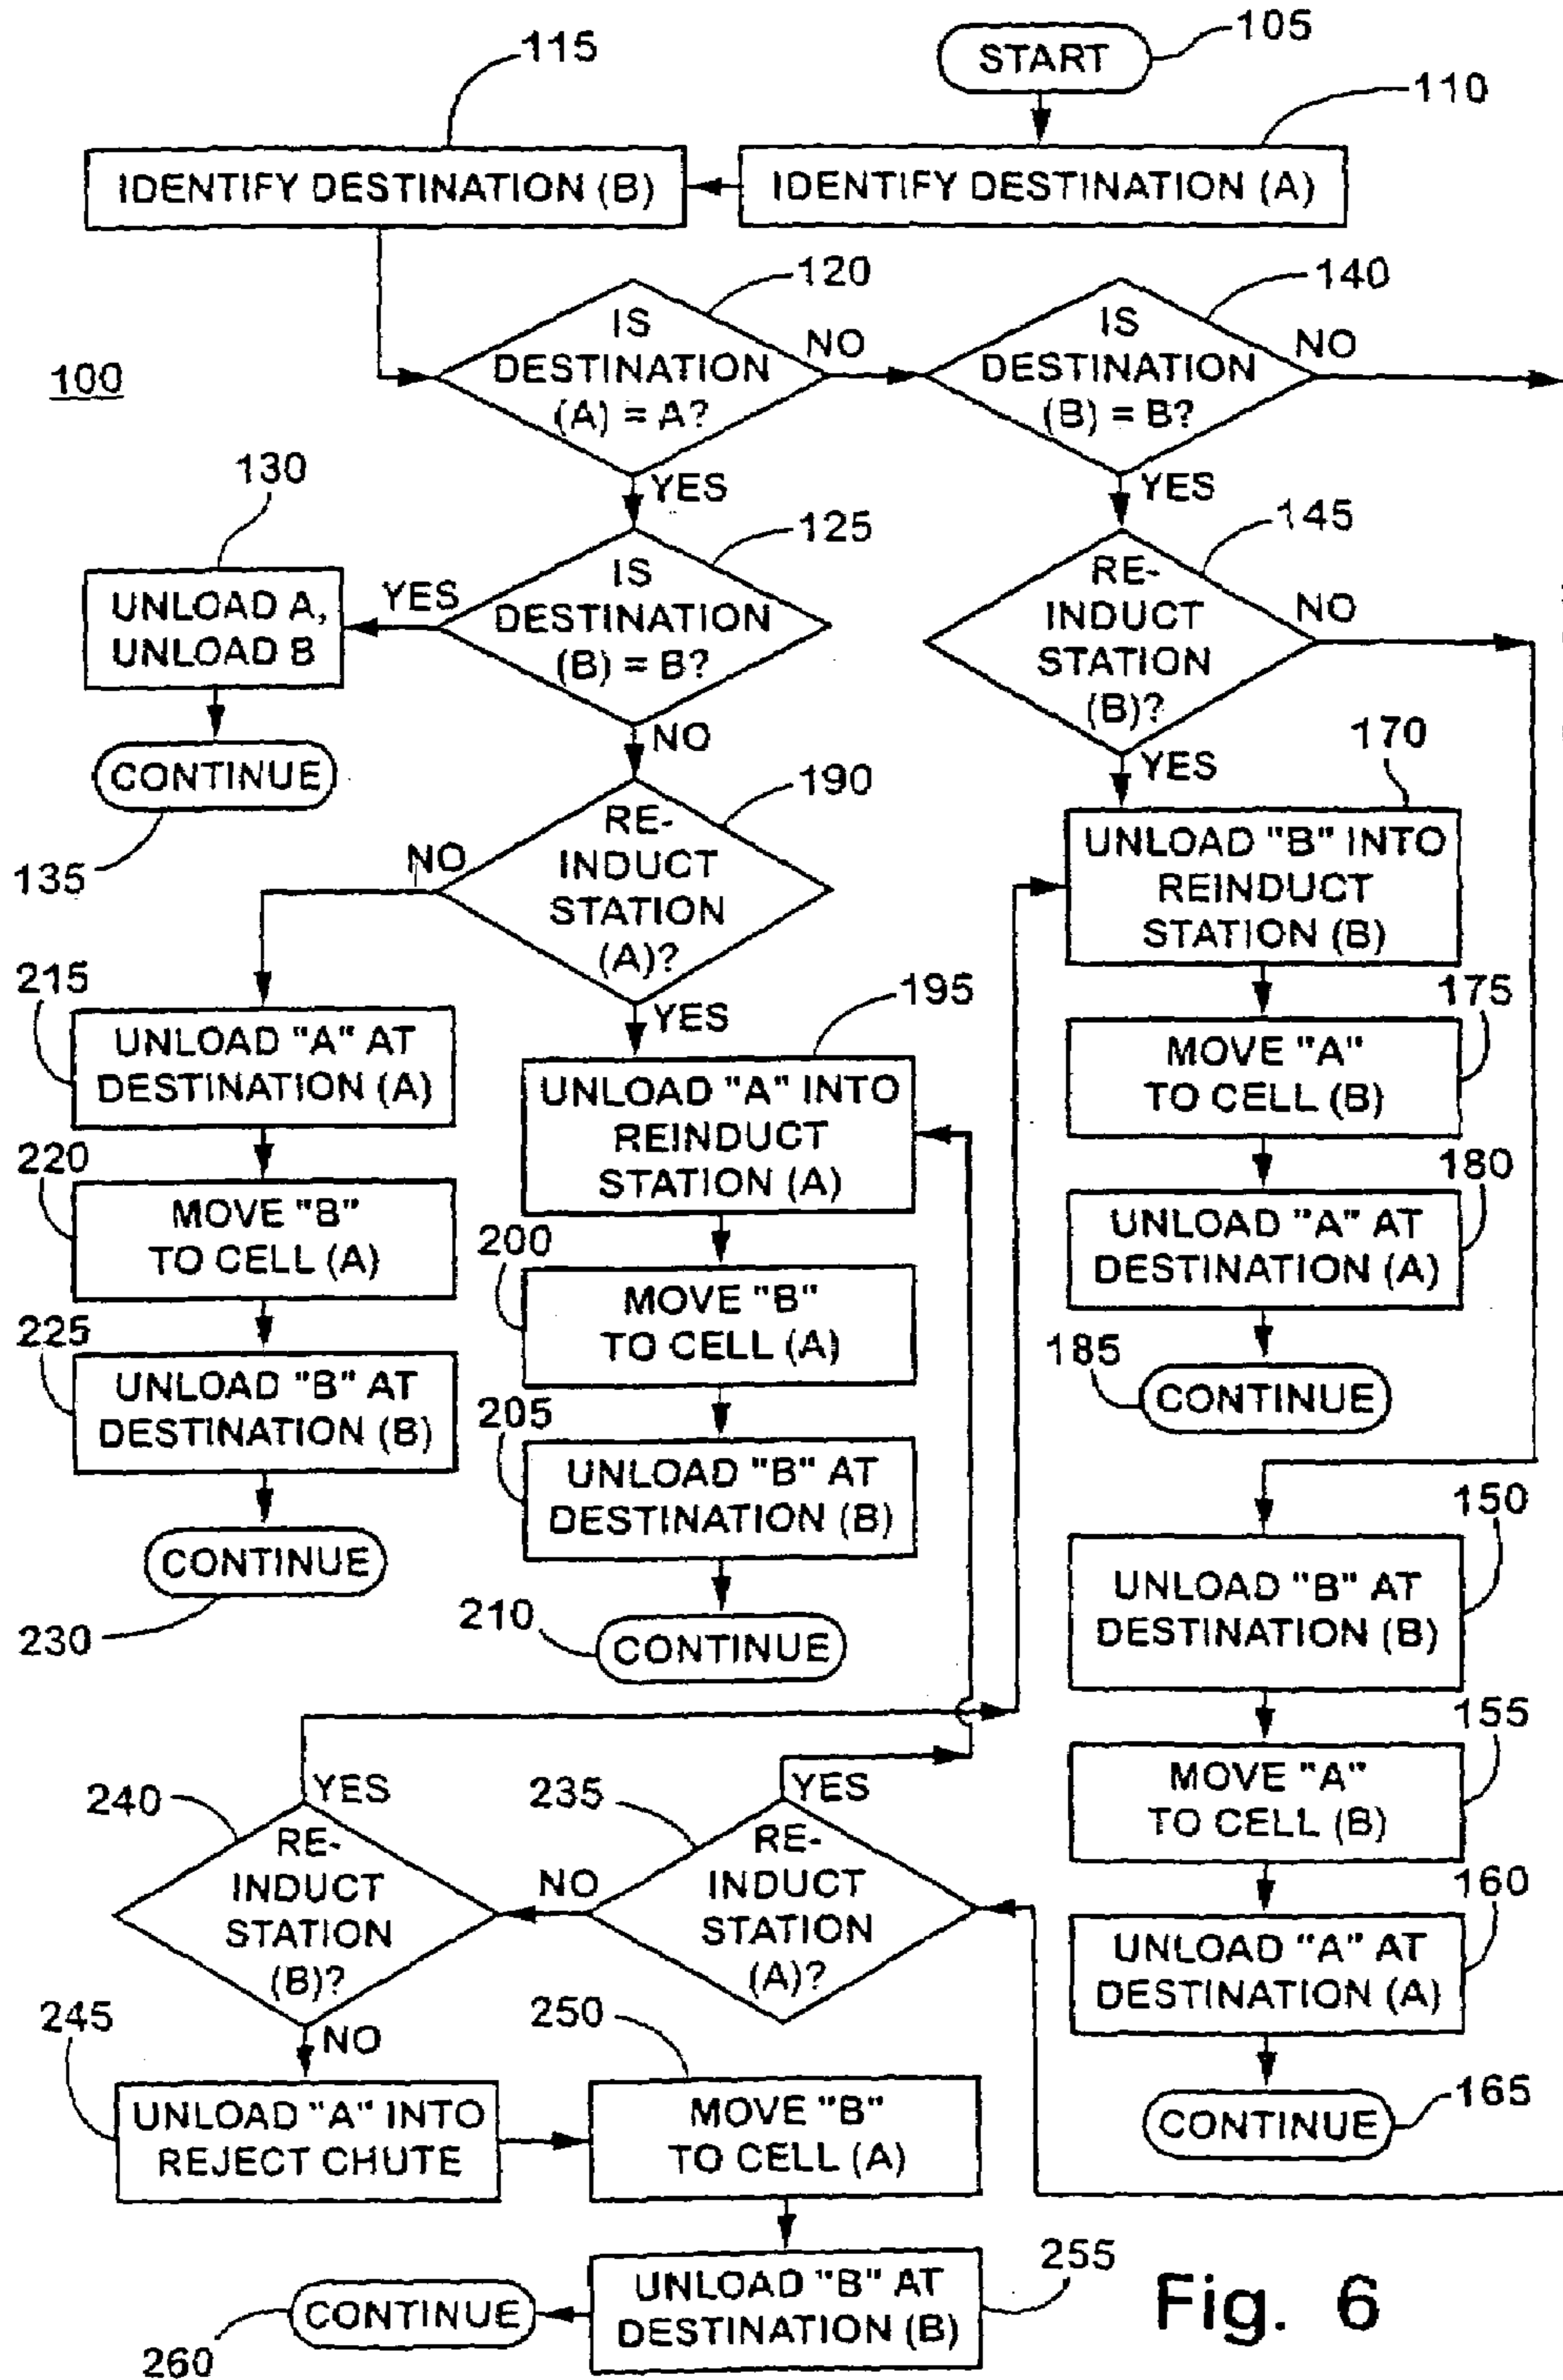 START
105
110
115
IDENTIFY DESTINATION (B)
IDENTIFY DESTINATION (A)
100
120
IS
DESTINATION
(A) = A?
NO
YES
140
IS
DESTINATION
(B) = B?
NO
YES
130
UNLOAD A,
UNLOAD B
YES
125
IS
DESTINATION
(B) = B?
NO
145
RE-
INDUCT
STATION
(B)?
NO
YES
CONTINUE
135
190
RE-
INDUCT
STATION
(A)?
NO
YES
170
UNLOAD "B" INTO
REINDUCT
STATION (B)
175
MOVE "A"
TO CELL (B)
180
UNLOAD "A" AT
DESTINATION (A)
185
CONTINUE
215
UNLOAD "A" AT
DESTINATION (A)
220
MOVE "B"
TO CELL (A)
225
UNLOAD "B" AT
DESTINATION (B)
CONTINUE
230
195
UNLOAD "A" INTO
REINDUCT
STATION (A)
200
MOVE "B"
TO CELL (A)
205
UNLOAD "B" AT
DESTINATION (B)
210
CONTINUE
150
UNLOAD "B" AT
DESTINATION (B)
155
MOVE "A"
TO CELL (B)
160
UNLOAD "A" AT
DESTINATION (A)
CONTINUE
165
240
YES
RE-
INDUCT
STATION
(B)?
NO
235
YES
RE-
INDUCT
STATION
(A)?
NO
245
UNLOAD "A" INTO
REJECT CHUTE
250
MOVE "B"
TO CELL (A)
255
UNLOAD "B" AT
DESTINATION (B)
CONTINUE
260
Fig. 6